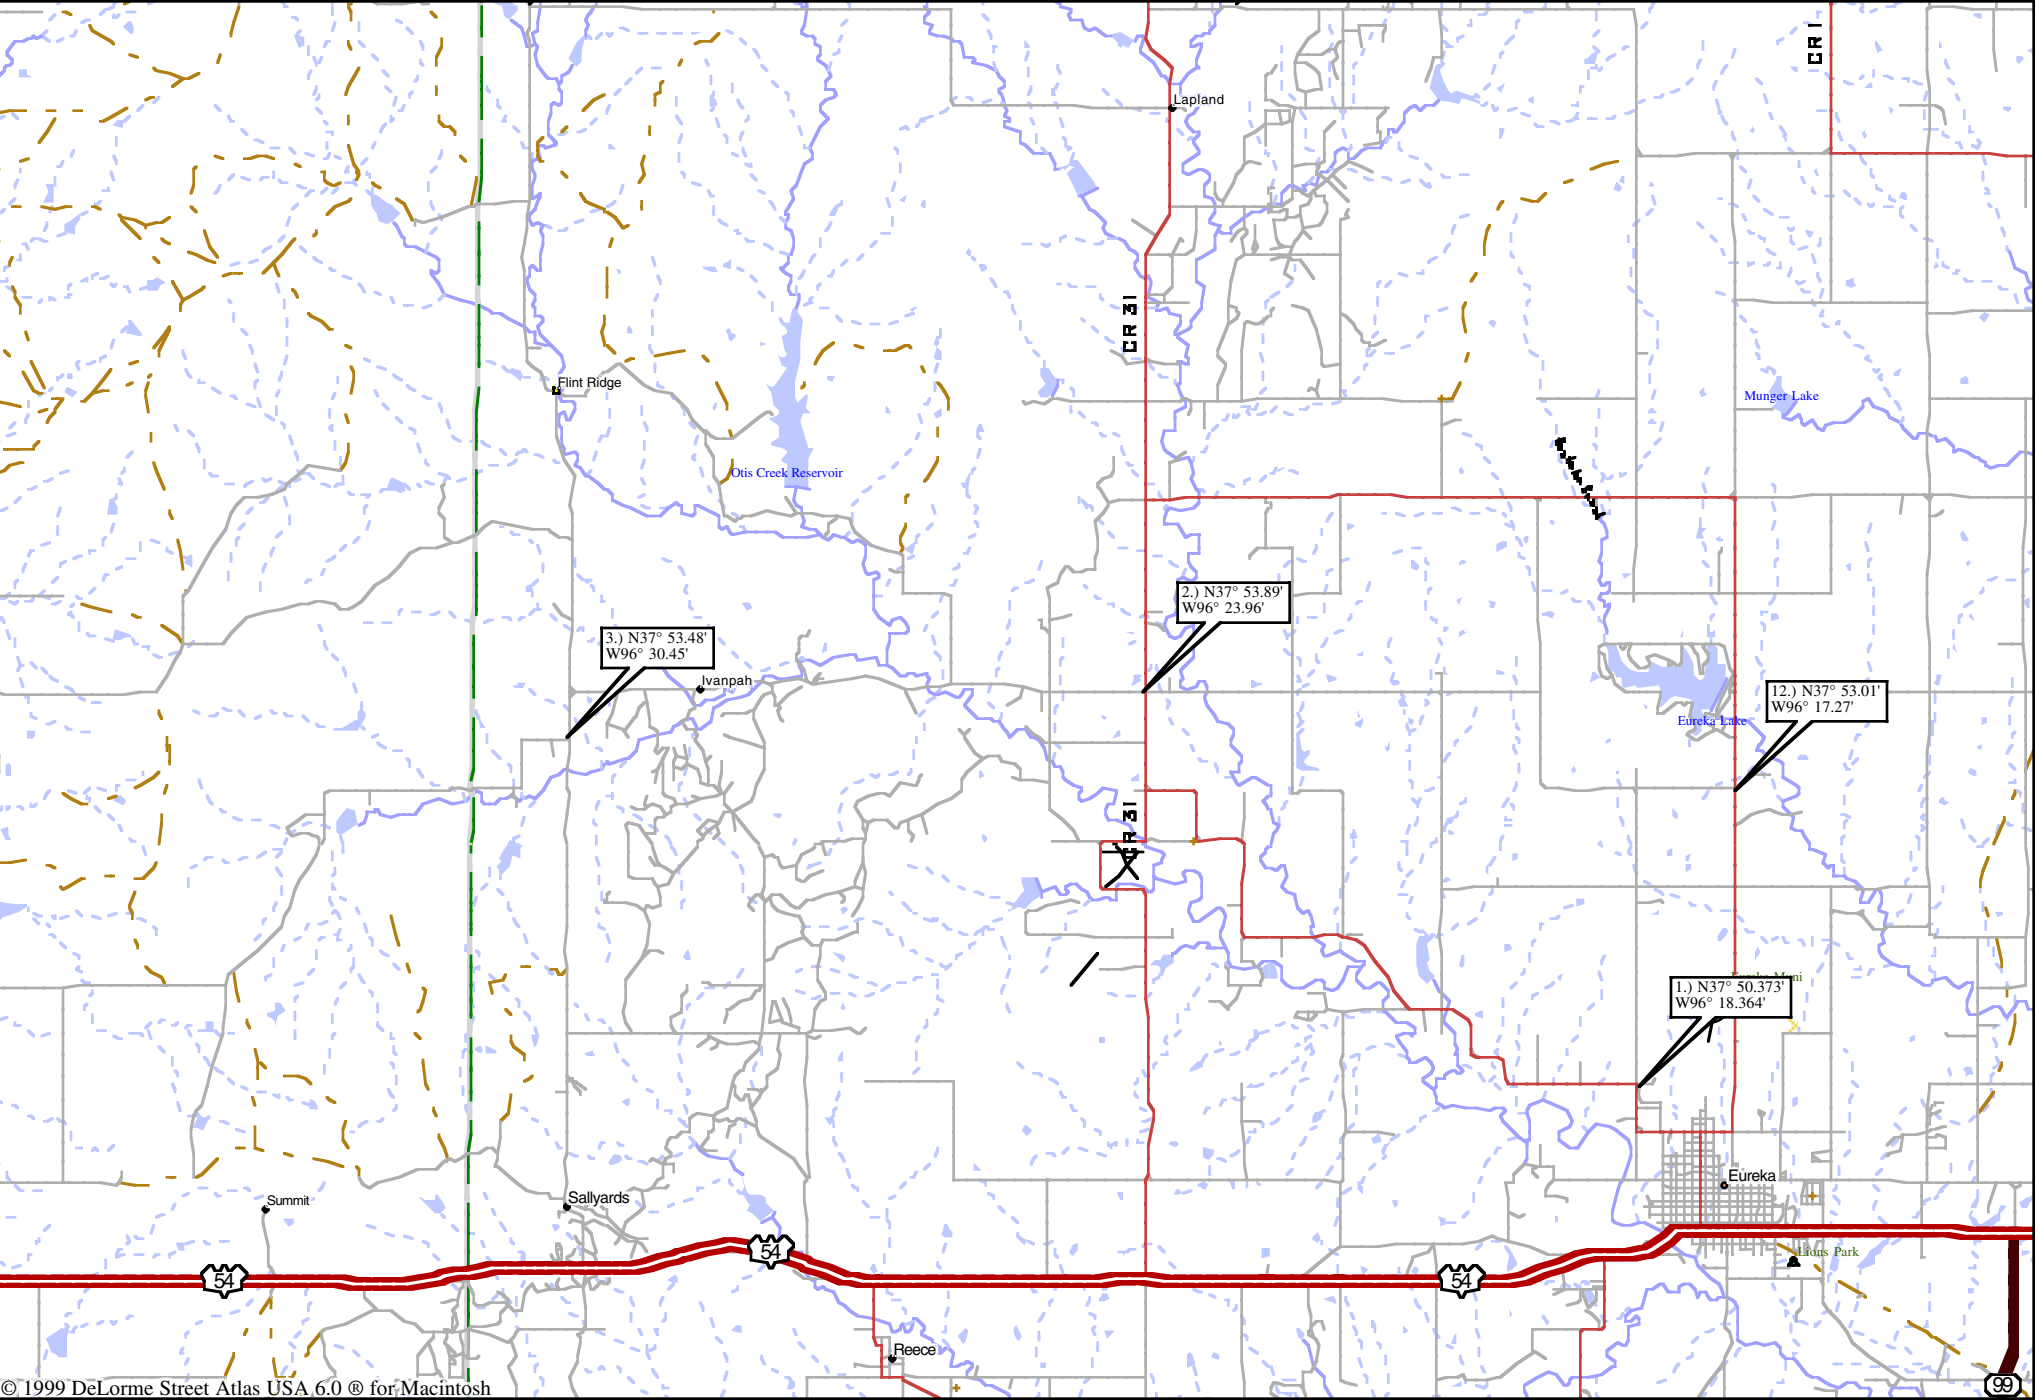 CR 1
Lapland
CR 31
Flint Ridge
Munger Lake
Otis Creek Reservoir
2.) N37° 53.89'
W96° 23.96'
3.) N37° 53.48'
W96° 30.45'
Ivanpah
12.) N37° 53.01'
W96° 17.27'
Eureka Lake
CR 31
Eureka Muni
1.) N37° 50.373'
W96° 18.364'
Eureka
Summit
Sallyards
54
54
54
Lions Park
Reece
99
© 1999 DeLorme Street Atlas USA 6.0 ® for Macintosh